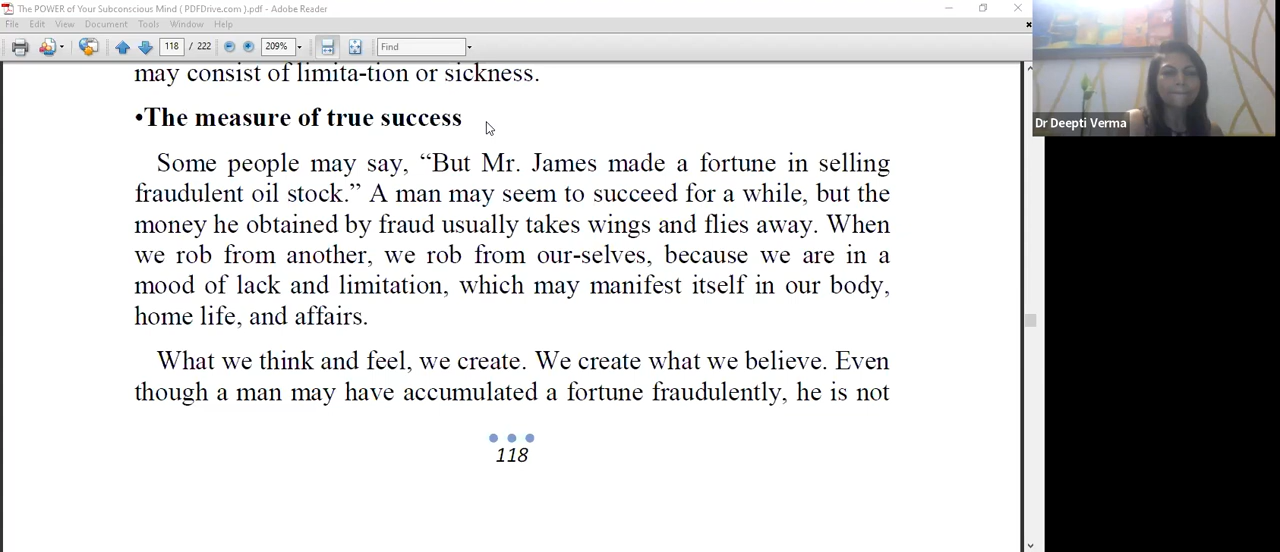 The POWER of Your Subconscious Mind ( PDFDrive.com ).pdf - Adobe Reader
File Edit View Document Tools Window Help
118 / 222 209% Find
may consist of limita-tion or sickness.
•The measure of true success
Some people may say, “But Mr. James made a fortune in selling
fraudulent oil stock.” A man may seem to succeed for a while, but the
money he obtained by fraud usually takes wings and flies away. When
we rob from another, we rob from our-selves, because we are in a
mood of lack and limitation, which may manifest itself in our body,
home life, and affairs.
What we think and feel, we create. We create what we believe. Even
though a man may have accumulated a fortune fraudulently, he is not
118
Dr Deepti Verma